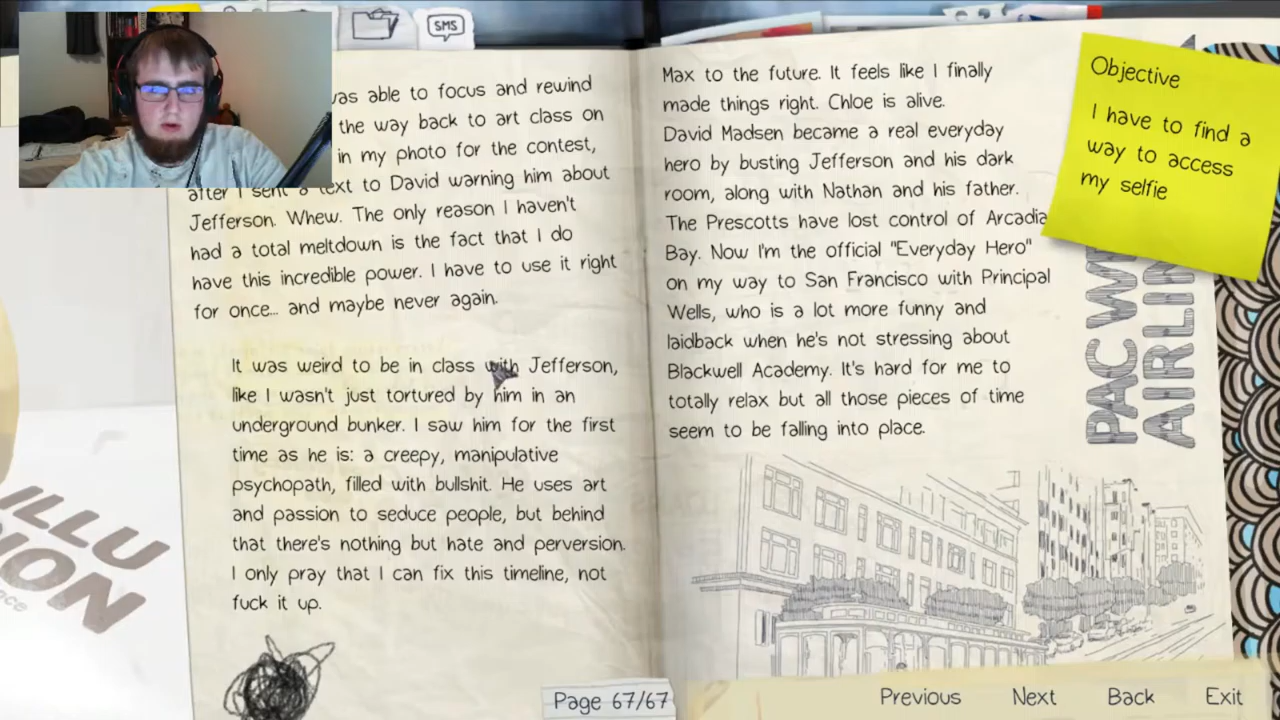 SMS
was able to focus and rewind
the way back to art class on
in my photo for the contest,
after I sent a text to David warning him about
Jefferson. Whew. The only reason I haven't
had a total meltdown is the fact that I do
have this incredible power. I have to use it right
for once... and maybe never again.
It was weird to be in class with Jefferson,
like I wasn't just tortured by him in an
underground bunker. I saw him for the first
time as he is: a creepy, manipulative
psychopath, filled with bullshit. He uses art
and passion to seduce people, but behind
that there's nothing but hate and perversion.
I only pray that I can fix this timeline, not
fuck it up.
Max to the future. It feels like I finally
made things right. Chloe is alive.
David Madsen became a real everyday
hero by busting Jefferson and his dark
room, along with Nathan and his father.
The Prescotts have lost control of Arcadia
Bay. Now I'm the official "Everyday Hero"
on my way to San Francisco with Principal
Wells, who is a lot more funny and
laidback when he's not stressing about
Blackwell Academy. It's hard for me to
totally relax but all those pieces of time
seem to be falling into place.
Objective
I have to find a
way to access
my selfie
PAC WE
AIRLIN
ILLU
ION
Page 67/67
Previous
Next
Back
Exit